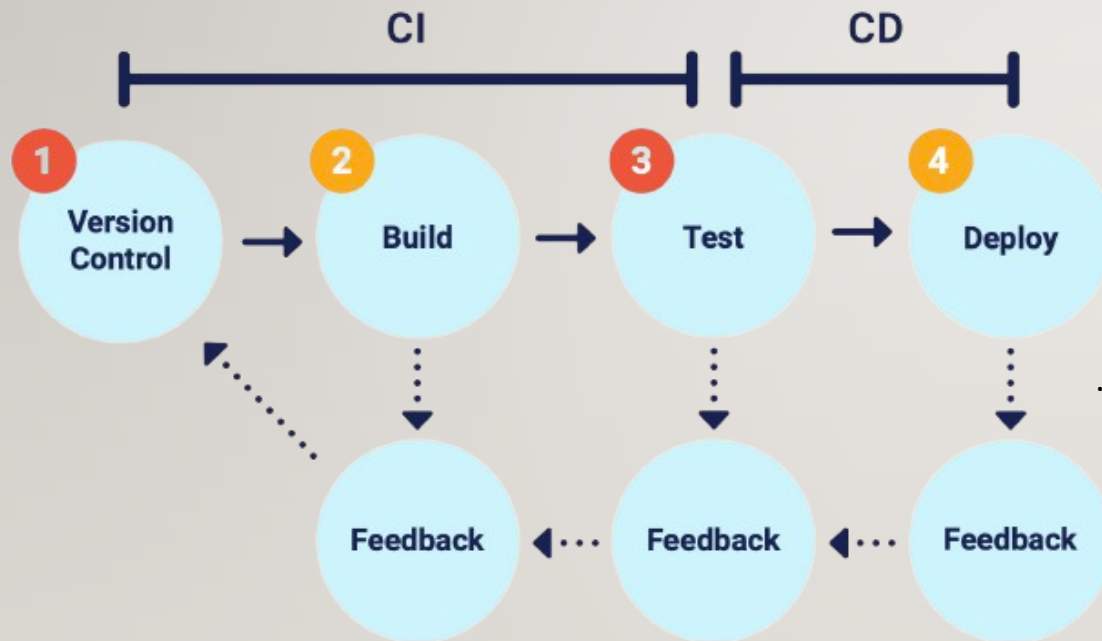 CI
CD
1
2
3
4
Version
Control
Build
Test
Deploy
Feedback
Feedback
Feedback